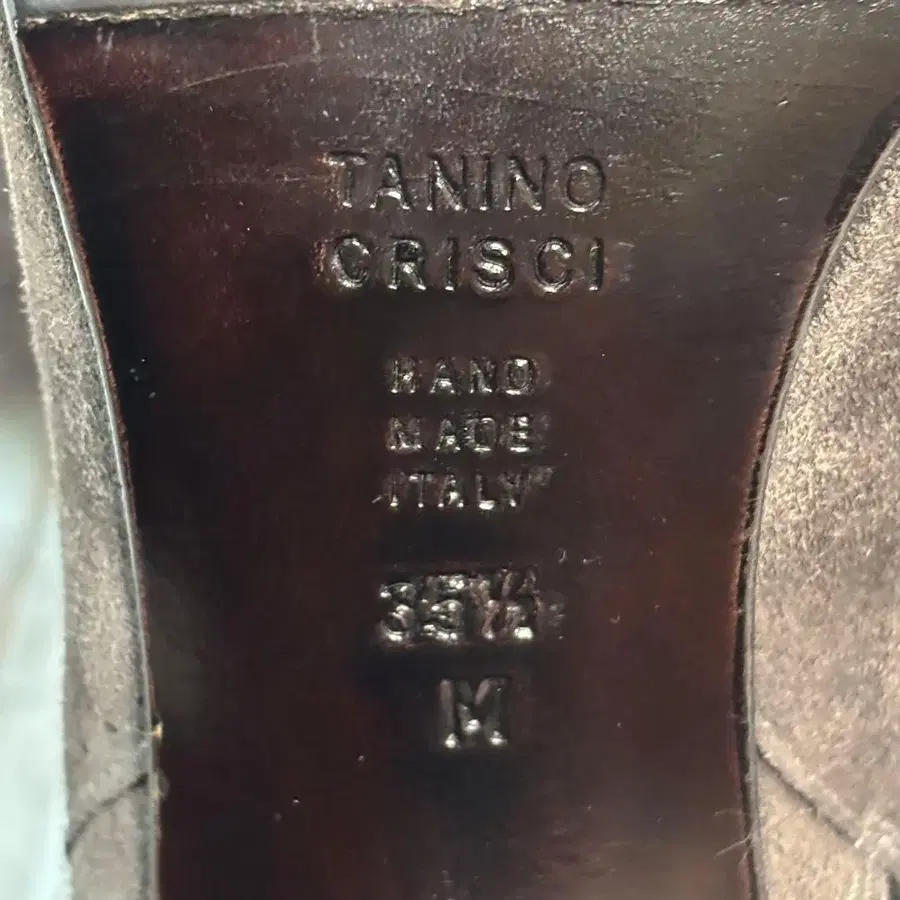 TANINO
CRISCI
HAND
MADE
ITALY
35½
M